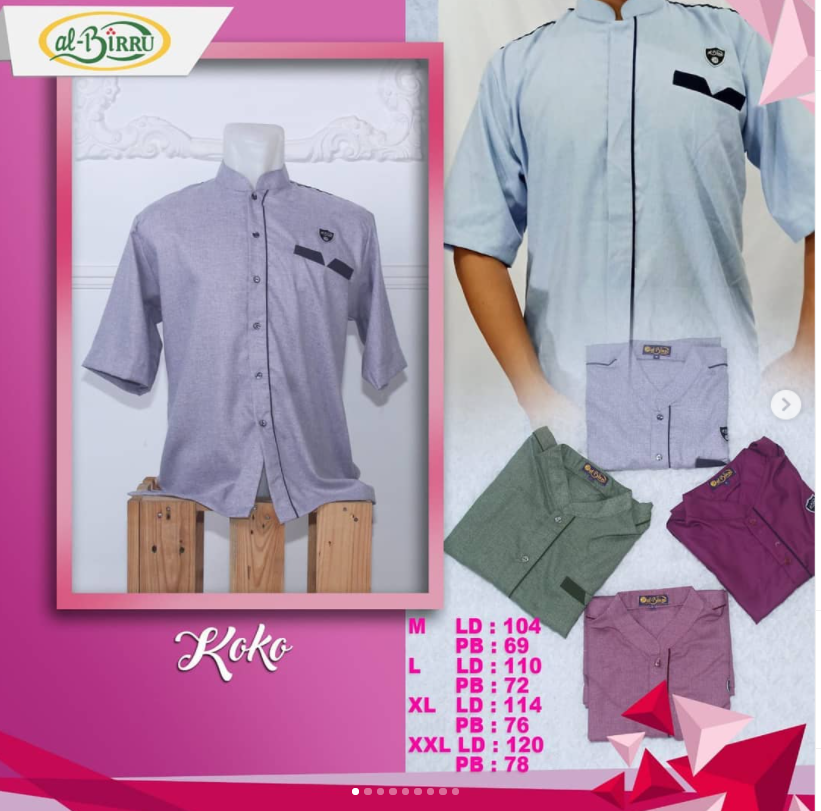 al-BiRRU
Koko
M LD : 104
PB : 69
L LD : 110
PB : 72
XL LD : 114
PB : 76
XXL LD : 120
PB : 78